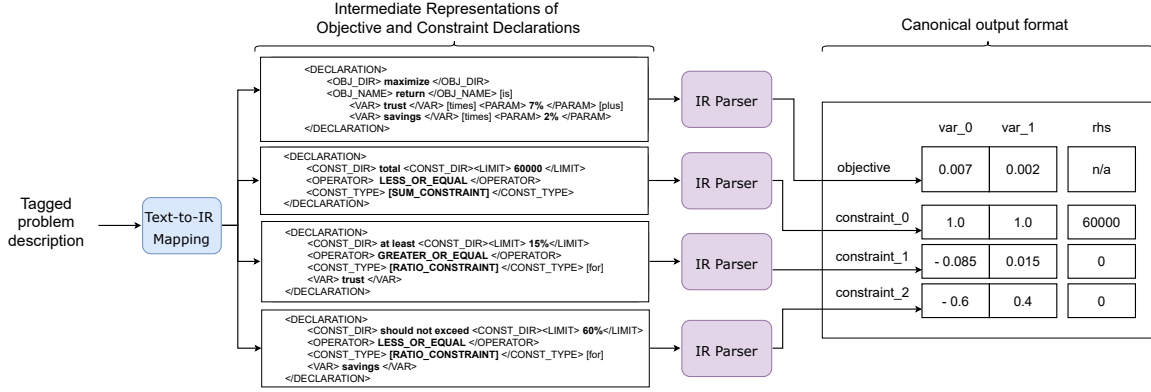 Intermediate Representations of
Objective and Constraint Declarations
Canonical output format
<DECLARATION>
<OBJ_DIR> maximize </OBJ_DIR>
<OBJ_NAME> return </OBJ_NAME> [is]
<VAR> trust </VAR> [times] <PARAM> 7% </PARAM> [plus]
<VAR> savings </VAR> [times] <PARAM> 2% </PARAM>
</DECLARATION>
<DECLARATION>
<CONST_DIR> total <CONST_DIR><LIMIT> 60000 </LIMIT>
<OPERATOR> LESS_OR_EQUAL </OPERATOR>
<CONST_TYPE> [SUM_CONSTRAINT] </CONST_TYPE>
</DECLARATION>
<DECLARATION>
<CONST_DIR> at least <CONST_DIR><LIMIT> 15%</LIMIT>
<OPERATOR> GREATER_OR_EQUAL </OPERATOR>
<CONST_TYPE> [RATIO_CONSTRAINT] </CONST_TYPE> [for]
<VAR> trust </VAR>
</DECLARATION>
<DECLARATION>
<CONST_DIR> should not exceed <CONST_DIR><LIMIT> 60%</LIMIT>
<OPERATOR> LESS_OR_EQUAL </OPERATOR>
<CONST_TYPE> [RATIO_CONSTRAINT] </CONST_TYPE> [for]
<VAR> savings </VAR>
</DECLARATION>
Tagged
problem
description
Text-to-IR
Mapping
IR Parser
IR Parser
IR Parser
IR Parser
var_0 var_1 rhs
objective 0.007 0.002 n/a
constraint_0 1.0 1.0 60000
constraint_1 - 0.085 0.015 0
constraint_2 - 0.6 0.4 0